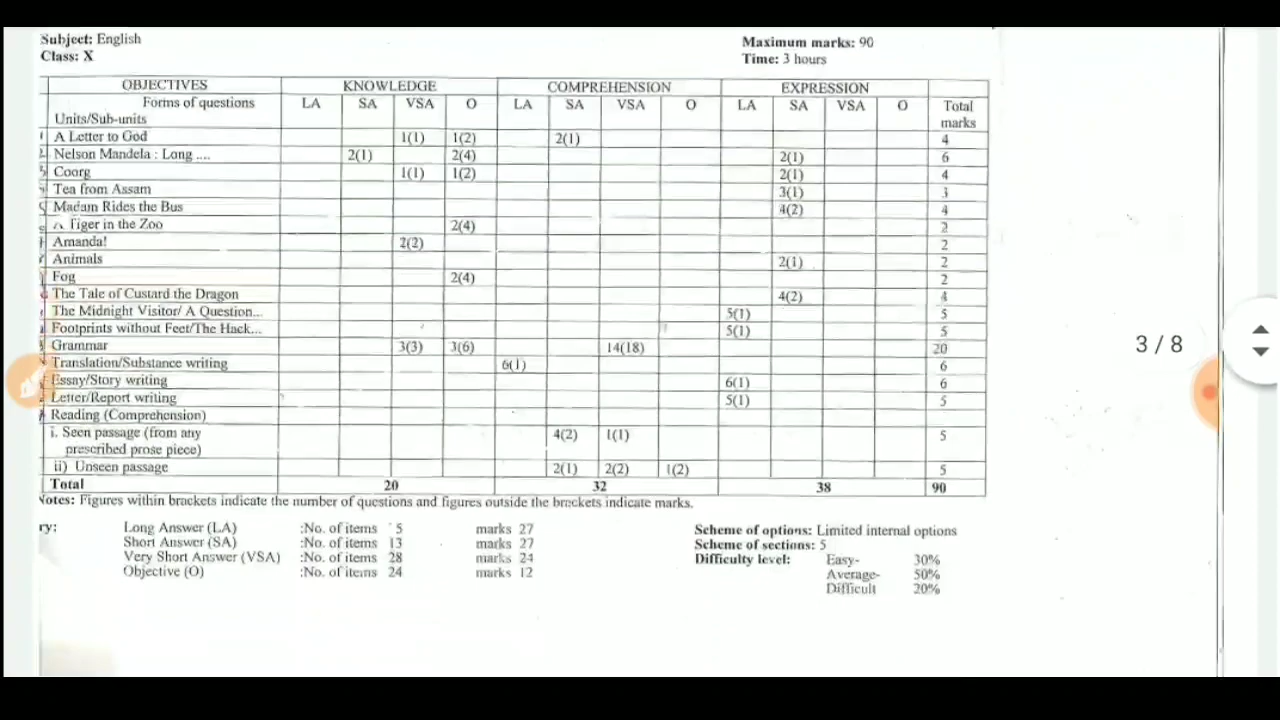 Subject: English
Maximum marks: 90
Class: X
Time: 3 hours
OBJECTIVES KNOWLEDGE COMPREHENSION EXPRESSION
Forms of questions LA SA VSA O LA SA VSA O LA SA VSA O Total marks
Units/Sub-units
A Letter to God 1(1) 1(2) 2(1) 4
Nelson Mandela : Long .... 2(1) 2(4) 2(1) 6
Coorg 1(1) 1(2) 2(1) 4
Tea from Assam 3(1) 3
Madam Rides the Bus 4(2) 4
Tiger in the Zoo 2(4) 2
Amanda! 2(2) 2
Animals 2(1) 2
Fog 2(4) 2
The Tale of Custard the Dragon 4(2) 4
The Midnight Visitor/ A Question... 5(1) 5
Footprints without Feet/The Hack... 5(1) 5
Grammar 3(3) 3(6) 14(18) 20
Translation/Substance writing 6(1) 6
Essay/Story writing 6(1) 6
Letter/Report writing 5(1) 5
Reading (Comprehension)
i. Seen passage (from any 4(2) 1(1) 5
prescribed prose piece)
ii) Unseen passage 2(1) 2(2) 1(2) 5
Total 20 32 38 90
Notes: Figures within brackets indicate the number of questions and figures outside the brackets indicate marks.
ry: Long Answer (LA) :No. of items 5 marks 27
Short Answer (SA) :No. of items 13 marks 27
Very Short Answer (VSA) :No. of items 28 marks 24
Objective (O) :No. of items 24 marks 12
Scheme of options: Limited internal options
Scheme of sections: 5
Difficulty level: Easy- 30%
Average- 50%
Difficult 20%
3 / 8